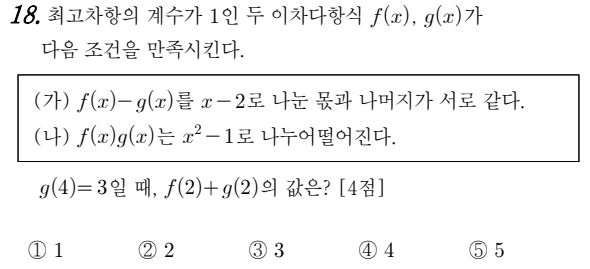 18. 최고차항의 계수가 1인 두 이차다항식 f(x), g(x)가
다음 조건을 만족시킨다.
(가) f(x)-g(x)를 x-2로 나눈 몫과 나머지가 서로 같다.
(나) f(x)g(x)는 x²-1로 나누어떨어진다.
g(4)=3일 때, f(2)+g(2)의 값은? [4점]
① 1 ② 2 ③ 3 ④ 4 ⑤ 5